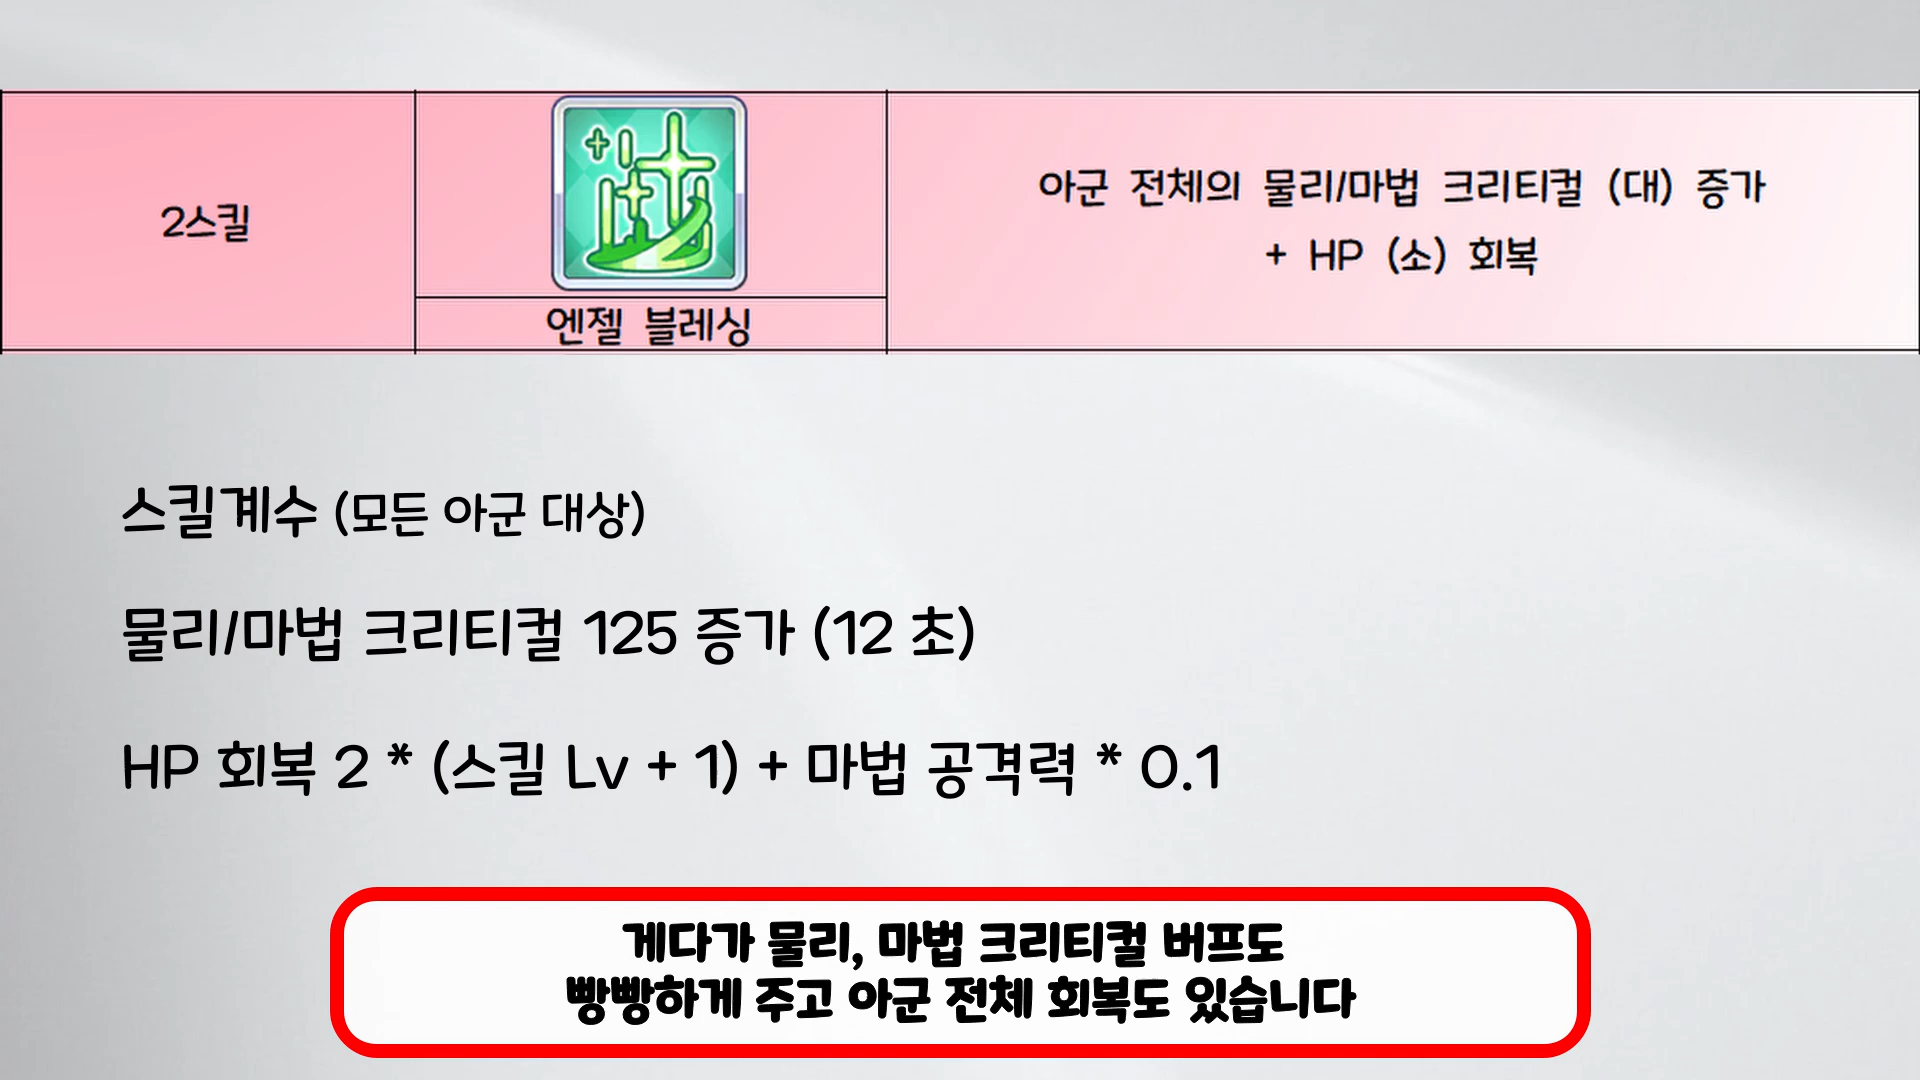 2스킬
엔젤 블레싱
아군 전체의 물리/마법 크리티컬 (대) 증가
+ HP (소) 회복
스킬계수 (모든 아군 대상)
물리/마법 크리티컬 125 증가 (12 초)
HP 회복 2 * (스킬 Lv + 1) + 마법 공격력 * 0.1
게다가 물리, 마법 크리티컬 버프도
빵빵하게 주고 아군 전체 회복도 있습니다